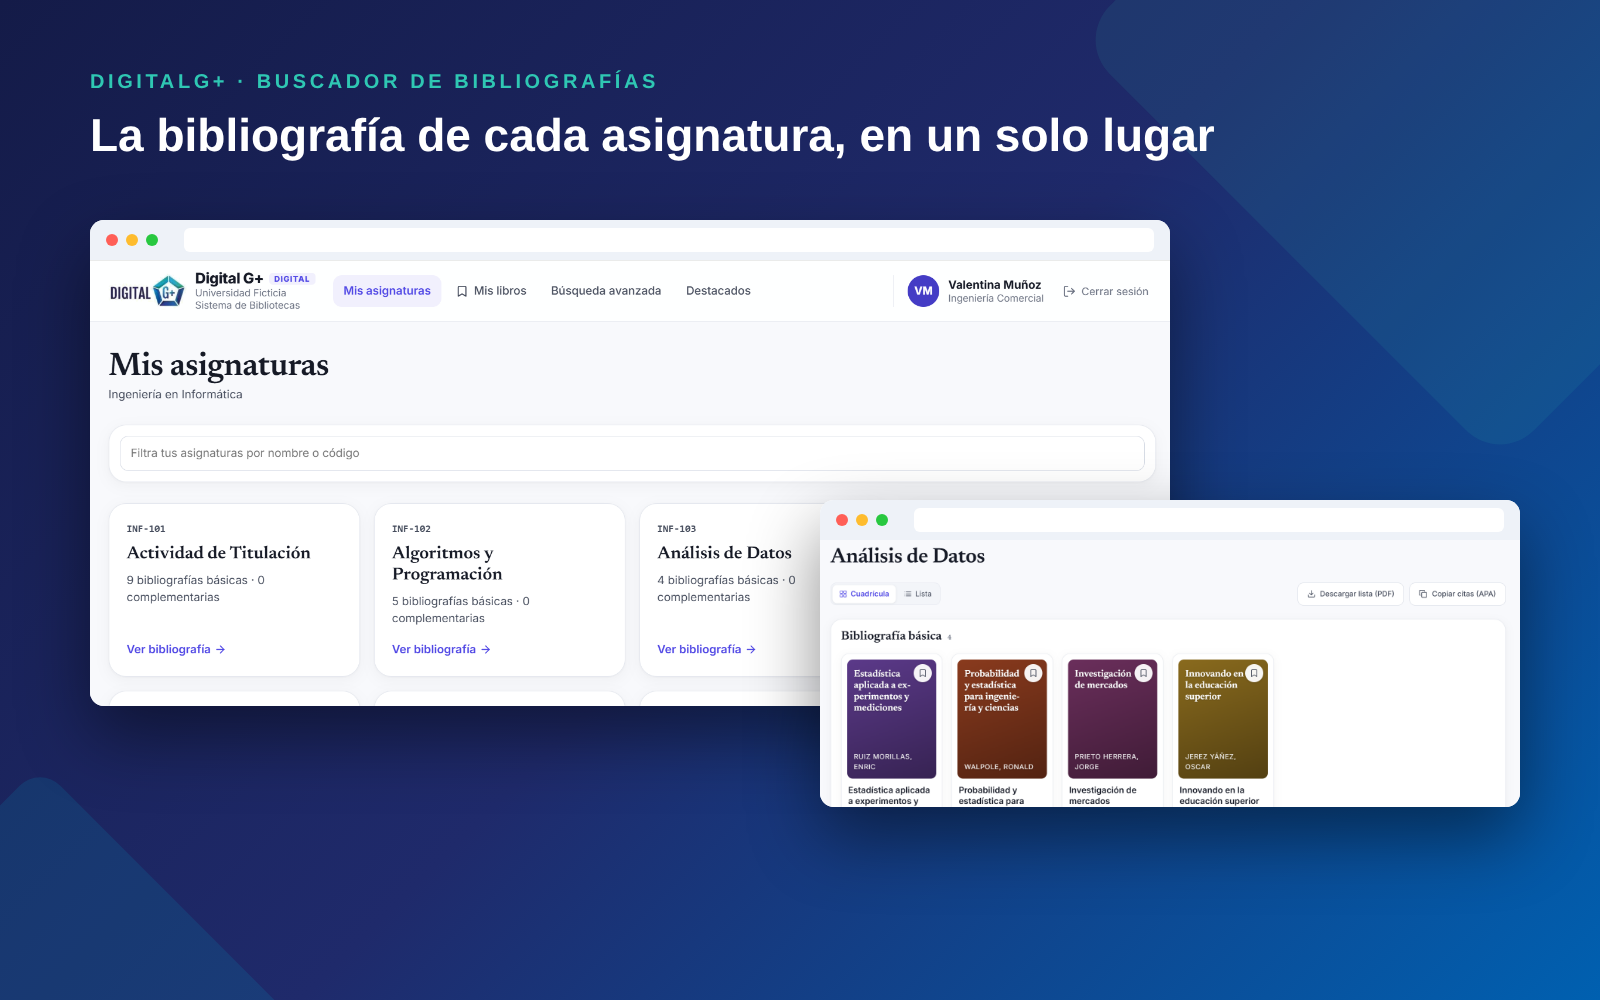 DIGITALG+ · BUSCADOR DE BIBLIOGRAFÍAS
La bibliografía de cada asignatura, en un solo lugar
DIGITAL G+
Digital G+ DIGITAL
Universidad Ficticia
Sistema de Bibliotecas
Mis asignaturas
Mis libros
Búsqueda avanzada
Destacados
VM
Valentina Muñoz
Ingeniería Comercial
Cerrar sesión
Mis asignaturas
Ingeniería en Informática
Filtra tus asignaturas por nombre o código
INF-101
Actividad de Titulación
9 bibliografías básicas · 0
complementarias
Ver bibliografía →
INF-102
Algoritmos y
Programación
5 bibliografías básicas · 0
complementarias
Ver bibliografía →
INF-103
Análisis de Datos
4 bibliografías básicas · 0
complementarias
Ver bibliografía →
Análisis de Datos
Cuadrícula
Lista
Descargar lista (PDF)
Copiar citas (APA)
Bibliografía básica 4
Estadística
aplicada a ex-
perimentos y
mediciones
RUIZ MORILLAS,
ENRIC
Estadística aplicada
a experimentos y
Probabilidad
y estadística
para ingenie-
ría y ciencias
WALPOLE, RONALD
Probabilidad y
estadística para
Investigación
de mercados
PRIETO HERRERA,
JORGE
Investigación de
mercados
Innovando en
la educación
superior
JEREZ YÁÑEZ,
OSCAR
Innovando en la
educación superior